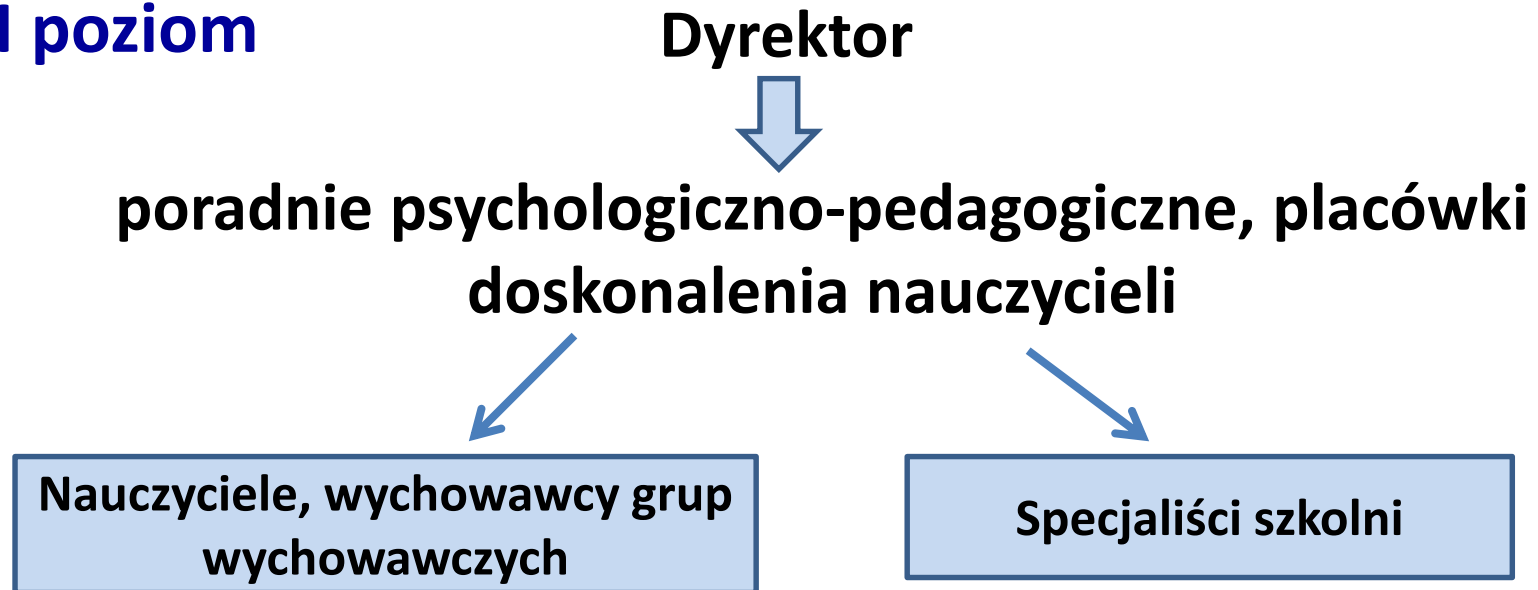 I poziom
Dyrektor
poradnie psychologiczno-pedagogiczne, placówki
doskonalenia nauczycieli
Nauczyciele, wychowawcy grup
wychowawczych
Specjaliści szkolni